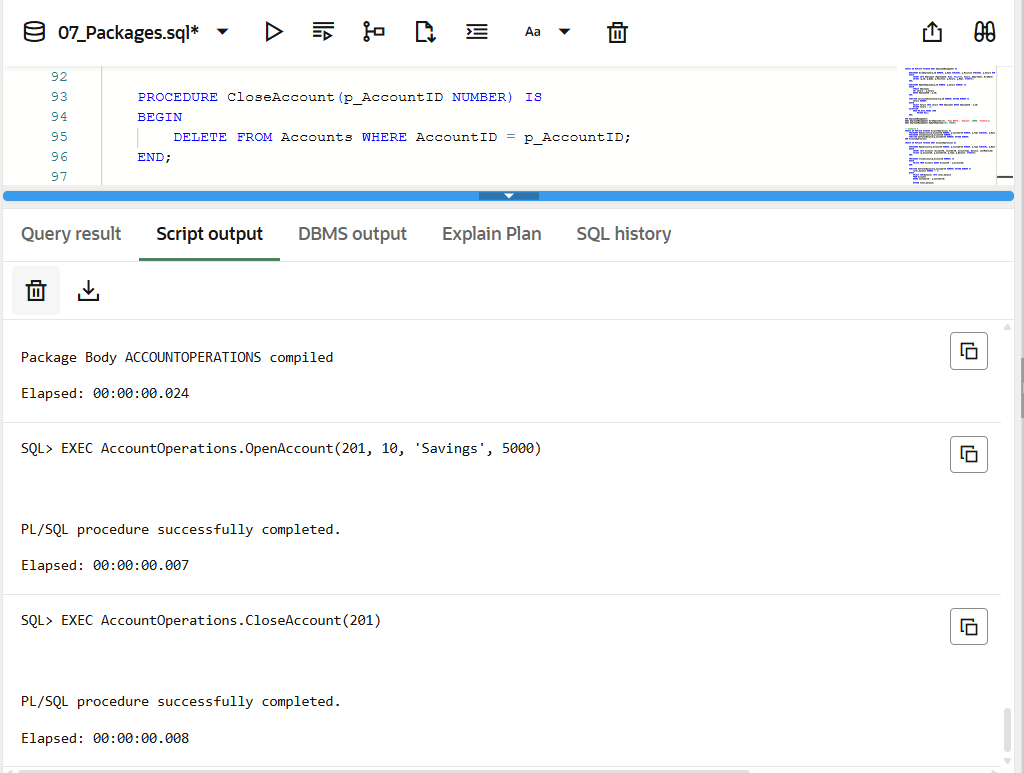 07_Packages.sql*
Aa
92
93 PROCEDURE CloseAccount(p_AccountID NUMBER) IS
94 BEGIN
95 DELETE FROM Accounts WHERE AccountID = p_AccountID;
96 END;
97
Query result Script output DBMS output Explain Plan SQL history
Package Body ACCOUNTOPERATIONS compiled
Elapsed: 00:00:00.024
SQL> EXEC AccountOperations.OpenAccount(201, 10, 'Savings', 5000)
PL/SQL procedure successfully completed.
Elapsed: 00:00:00.007
SQL> EXEC AccountOperations.CloseAccount(201)
PL/SQL procedure successfully completed.
Elapsed: 00:00:00.008